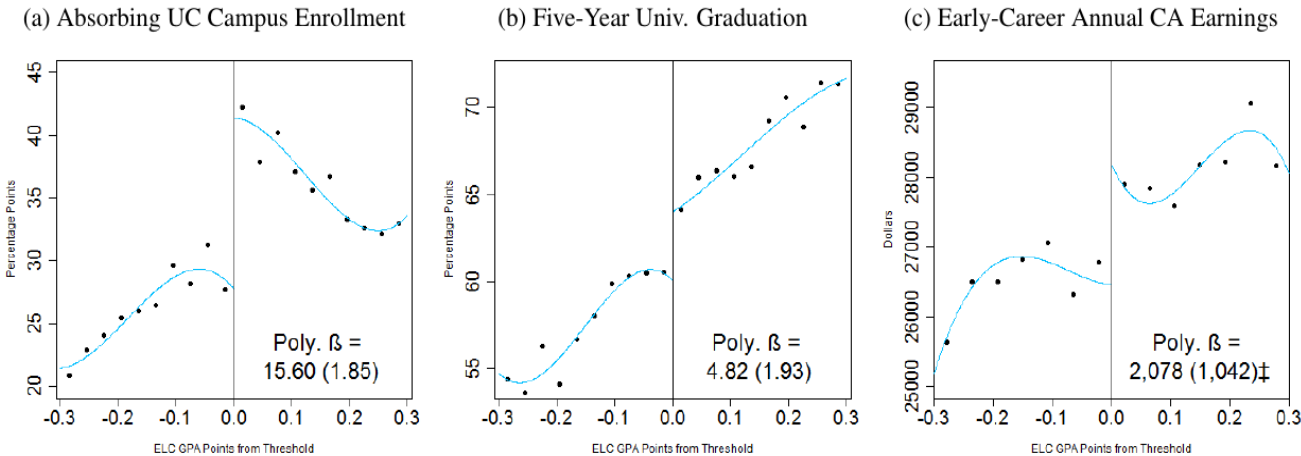 (a) Absorbing UC Campus Enrollment
Percentage Points
45
40
35
30
25
20
Poly. ß =
15.60 (1.85)
-0.3 -0.2 -0.1 0.0 0.1 0.2 0.3
ELC GPA Points from Threshold
(b) Five-Year Univ. Graduation
Percentage Points
70
65
60
55
Poly. ß =
4.82 (1.93)
-0.3 -0.2 -0.1 0.0 0.1 0.2 0.3
ELC GPA Points from Threshold
(c) Early-Career Annual CA Earnings
Dollars
29000
28000
27000
26000
25000
Poly. ß =
2,078 (1,042)‡
-0.3 -0.2 -0.1 0.0 0.1 0.2 0.3
ELC GPA Points from Threshold